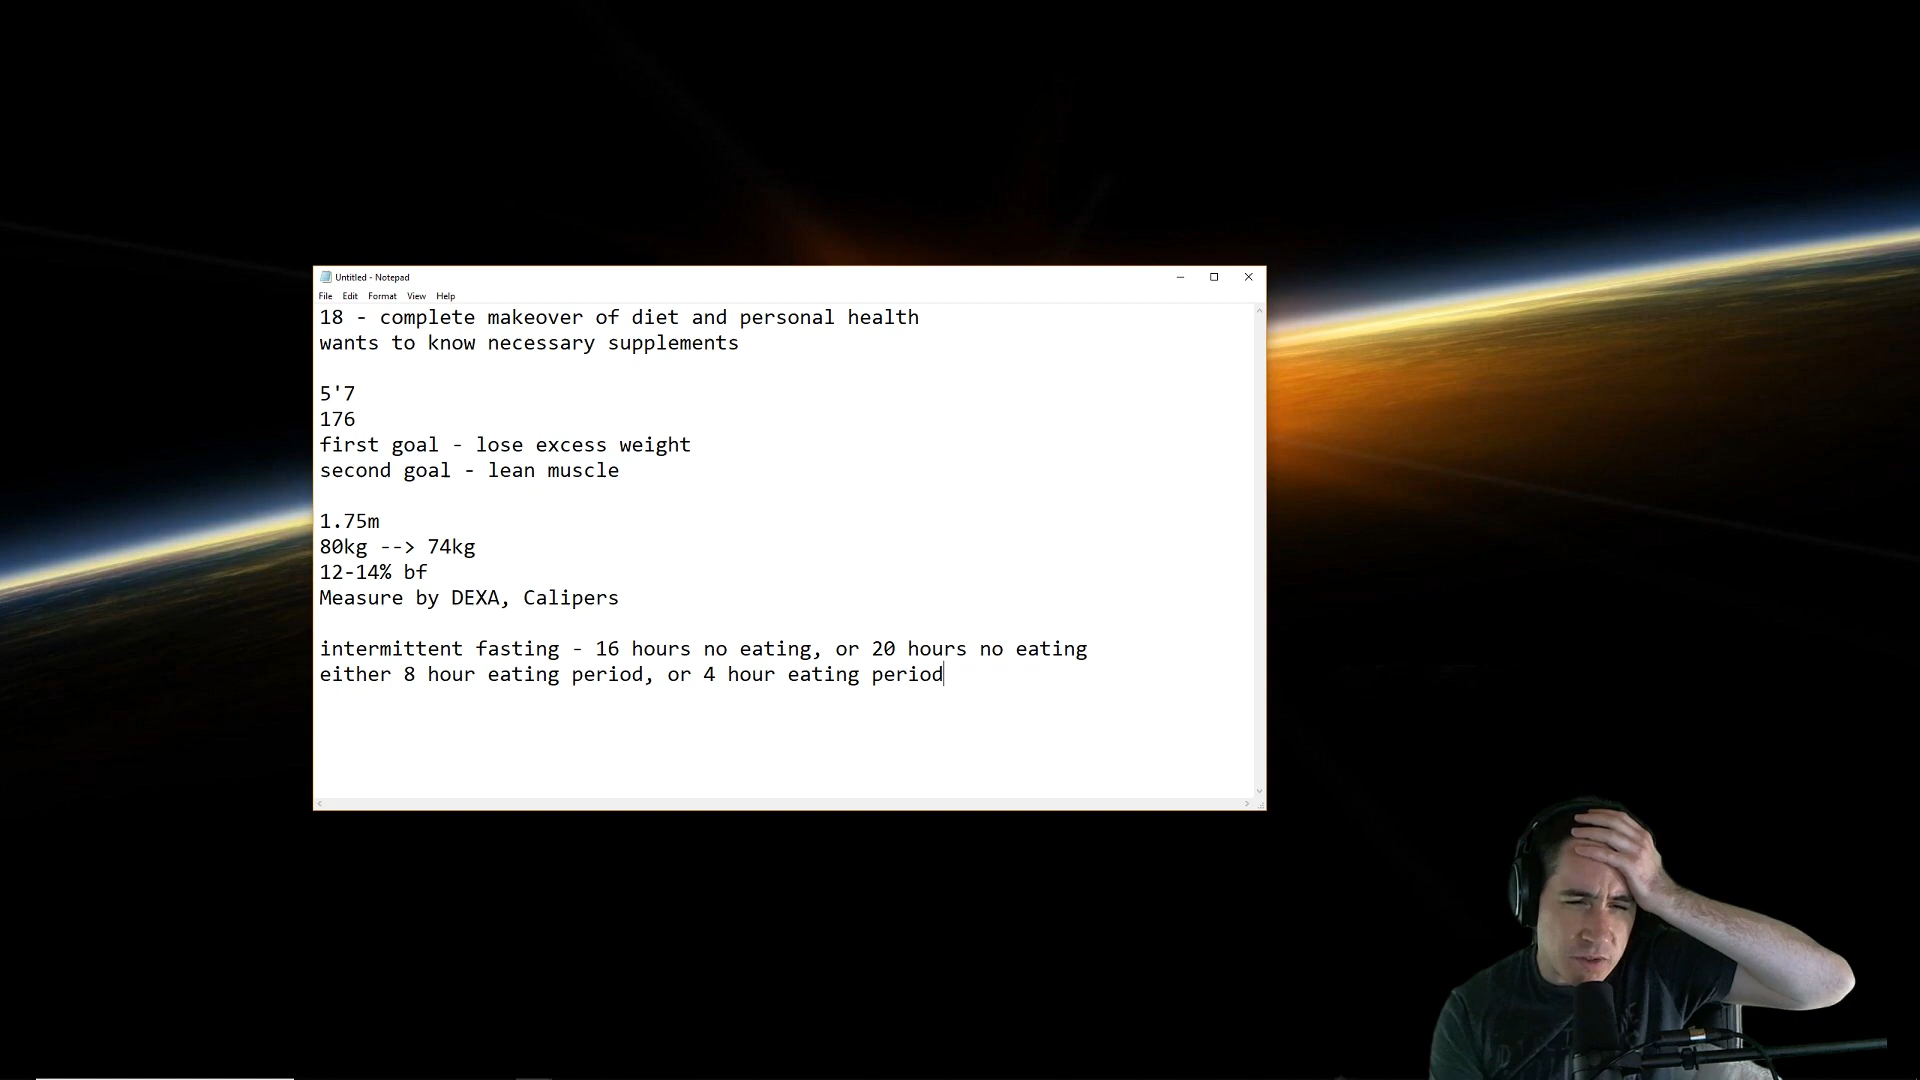 Untitled - Notepad
File Edit Format View Help
18 - complete makeover of diet and personal health
wants to know necessary supplements
5'7
176
first goal - lose excess weight
second goal - lean muscle
1.75m
80kg --> 74kg
12-14% bf
Measure by DEXA, Calipers
intermittent fasting - 16 hours no eating, or 20 hours no eating
either 8 hour eating period, or 4 hour eating period